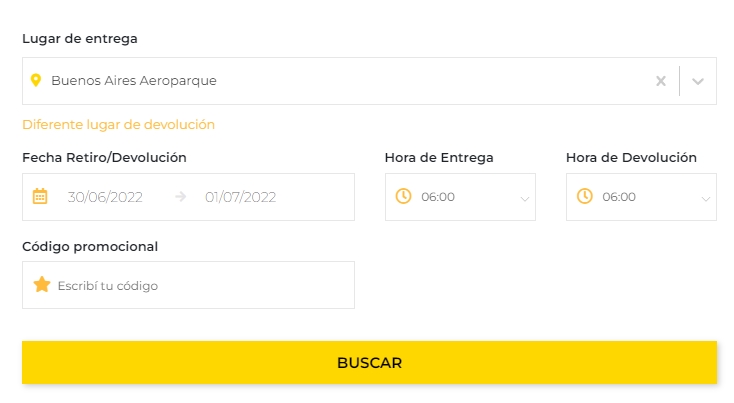 Lugar de entrega
Buenos Aires Aeroparque
Diferente lugar de devolución
Fecha Retiro/Devolución
Hora de Entrega
Hora de Devolución
30/06/2022
01/07/2022
06:00
06:00
Código promocional
Escribí tu código
BUSCAR